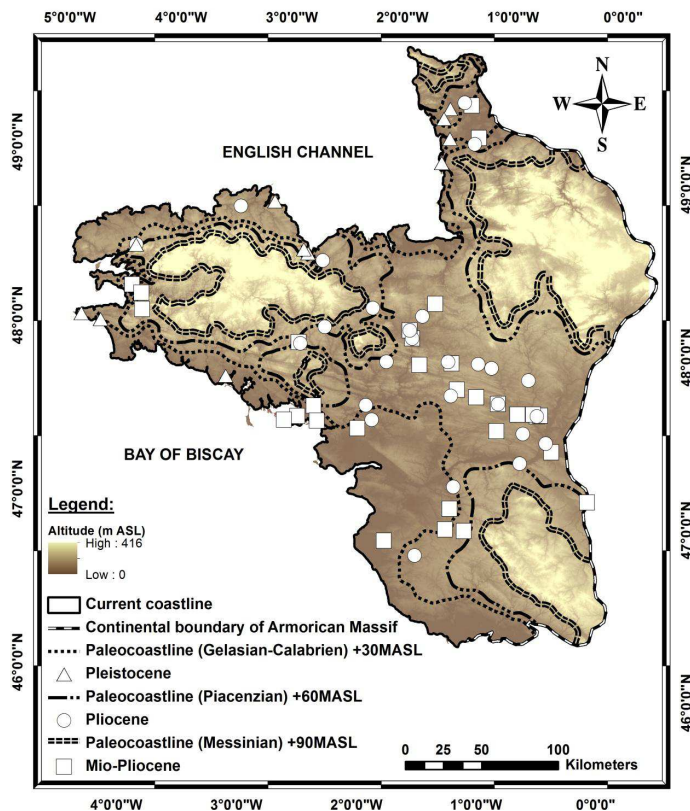 5°0'0"W 4°0'0"W 3°0'0"W 2°0'0"W 1°0'0"W 0°0'0"
N
W E
S
49°0'0"N
49°0'0"N
ENGLISH CHANNEL
48°0'0"N
48°0'0"N
BAY OF BISCAY
47°0'0"N
47°0'0"N
Legend:
Altitude (m ASL)
High : 416
Low : 0
Current coastline
Continental boundary of Armorican Massif
Paleocoastline (Gelasian-Calabrien) +30MASL
Pleistocene
Paleocoastline (Piacenzian) +60MASL
Pliocene
Paleocoastline (Messinian) +90MASL
Mio-Pliocene
46°0'0"N
46°0'0"N
0 25 50 100
Kilometers
4°0'0"W 3°0'0"W 2°0'0"W 1°0'0"W 0°0'0"